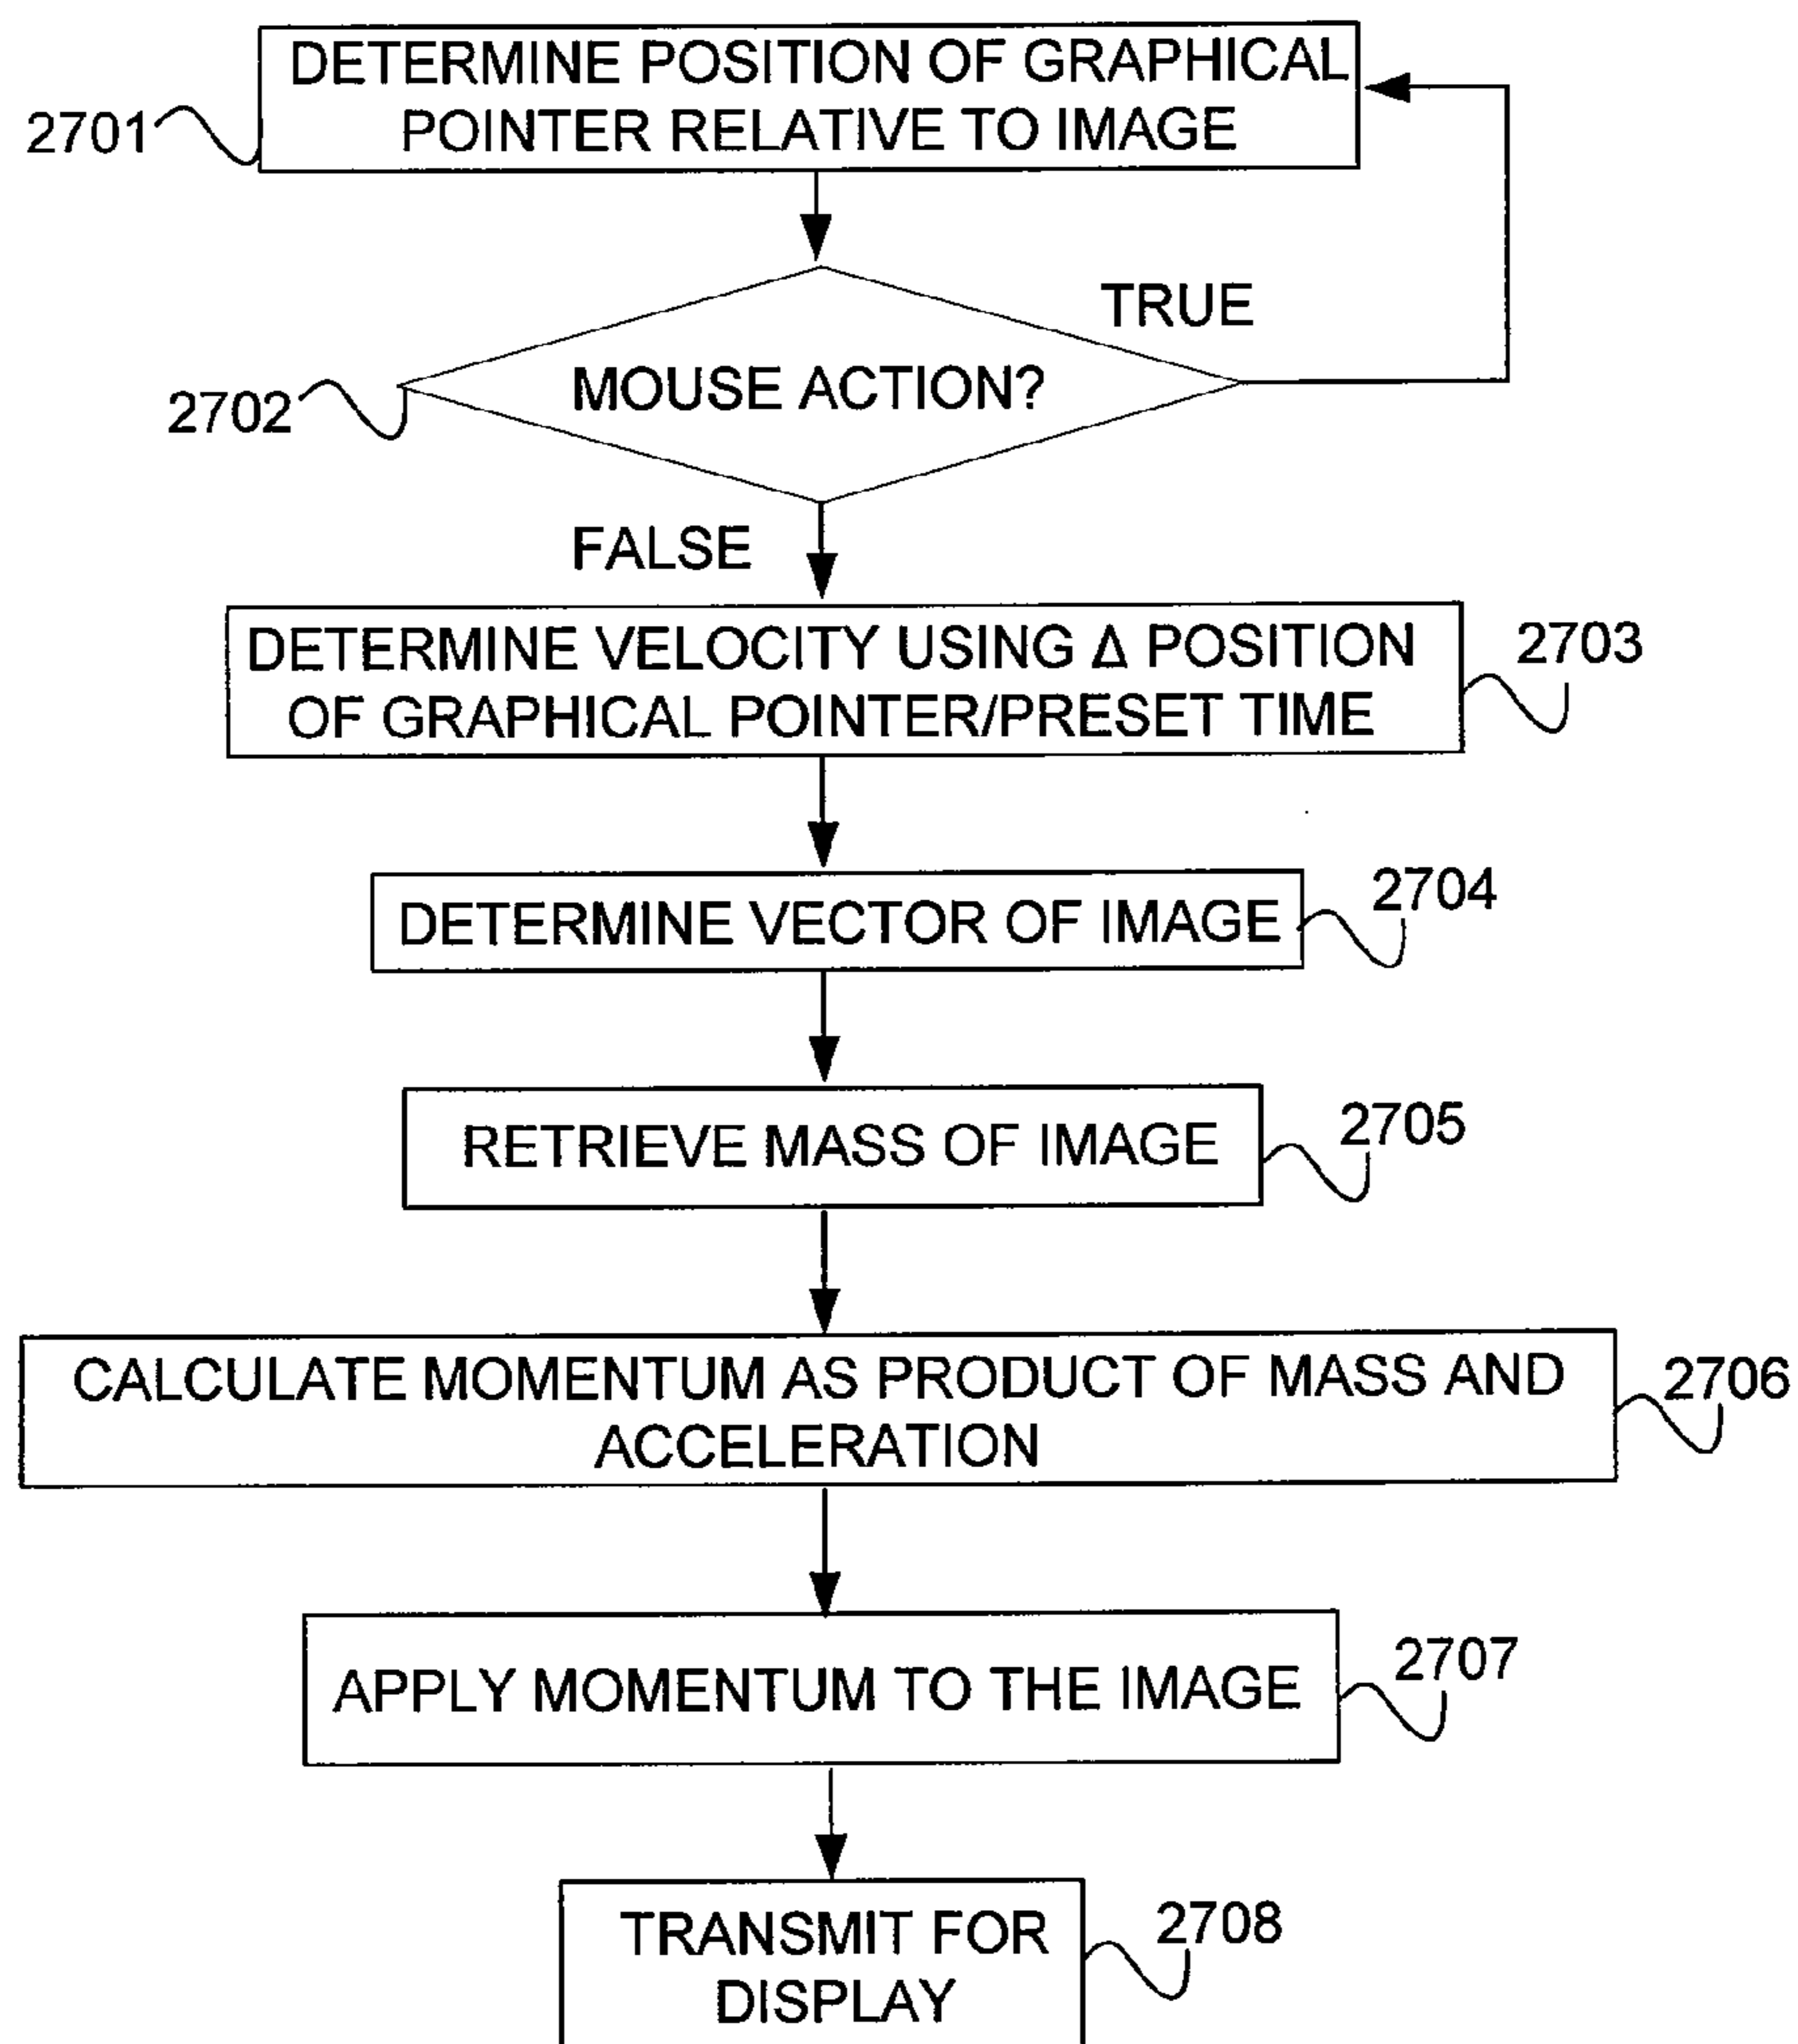 DETERMINE POSITION OF GRAPHICAL
POINTER RELATIVE TO IMAGE
2701
TRUE
MOUSE ACTION?
2702
FALSE
DETERMINE VELOCITY USING Δ POSITION
OF GRAPHICAL POINTER/PRESET TIME
2703
DETERMINE VECTOR OF IMAGE
2704
RETRIEVE MASS OF IMAGE
2705
CALCULATE MOMENTUM AS PRODUCT OF MASS AND
ACCELERATION
2706
APPLY MOMENTUM TO THE IMAGE
2707
TRANSMIT FOR
DISPLAY
2708